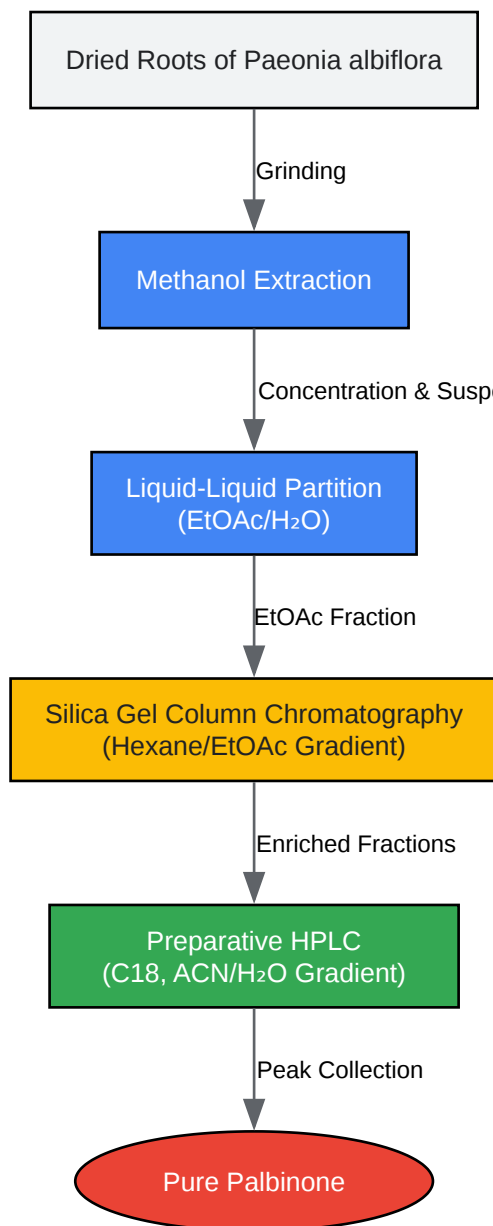 Dried Roots of Paeonia albiflora
Grinding
Methanol Extraction
Concentration & Suspe
Liquid-Liquid Partition
(EtOAc/H₂O)
EtOAc Fraction
Silica Gel Column Chromatography
(Hexane/EtOAc Gradient)
Enriched Fractions
Preparative HPLC
(C18, ACN/H₂O Gradient)
Peak Collection
Pure Palbinone